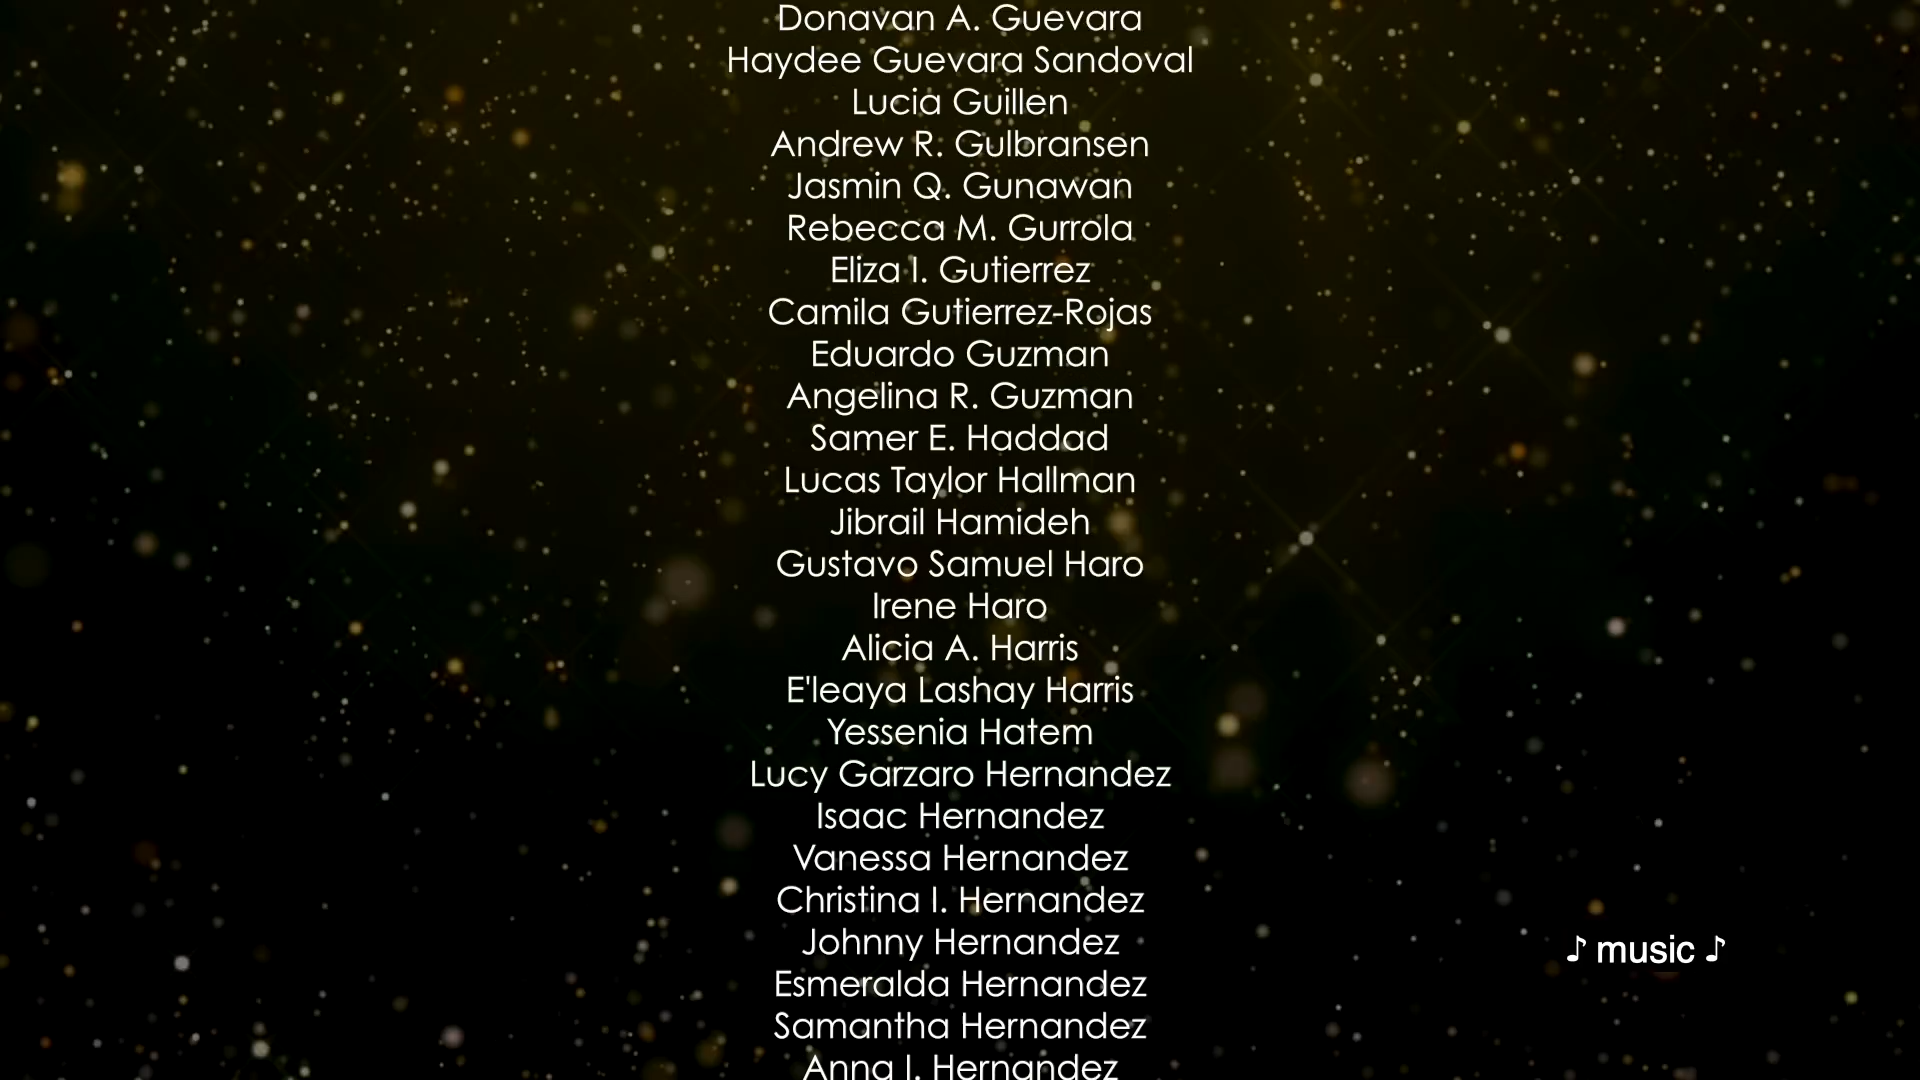 Donavan A. Guevara
Haydee Guevara Sandoval
Lucia Guillen
Andrew R. Gulbransen
Jasmin Q. Gunawan
Rebecca M. Gurrola
Eliza I. Gutierrez
Camila Gutierrez-Rojas
Eduardo Guzman
Angelina R. Guzman
Samer E. Haddad
Lucas Taylor Hallman
Jibrail Hamideh
Gustavo Samuel Haro
Irene Haro
Alicia A. Harris
E'leaya Lashay Harris
Yessenia Hatem
Lucy Garzaro Hernandez
Isaac Hernandez
Vanessa Hernandez
Christina I. Hernandez
Johnny Hernandez
♪ music ♪
Esmeralda Hernandez
Samantha Hernandez
Anna I. Hernandez